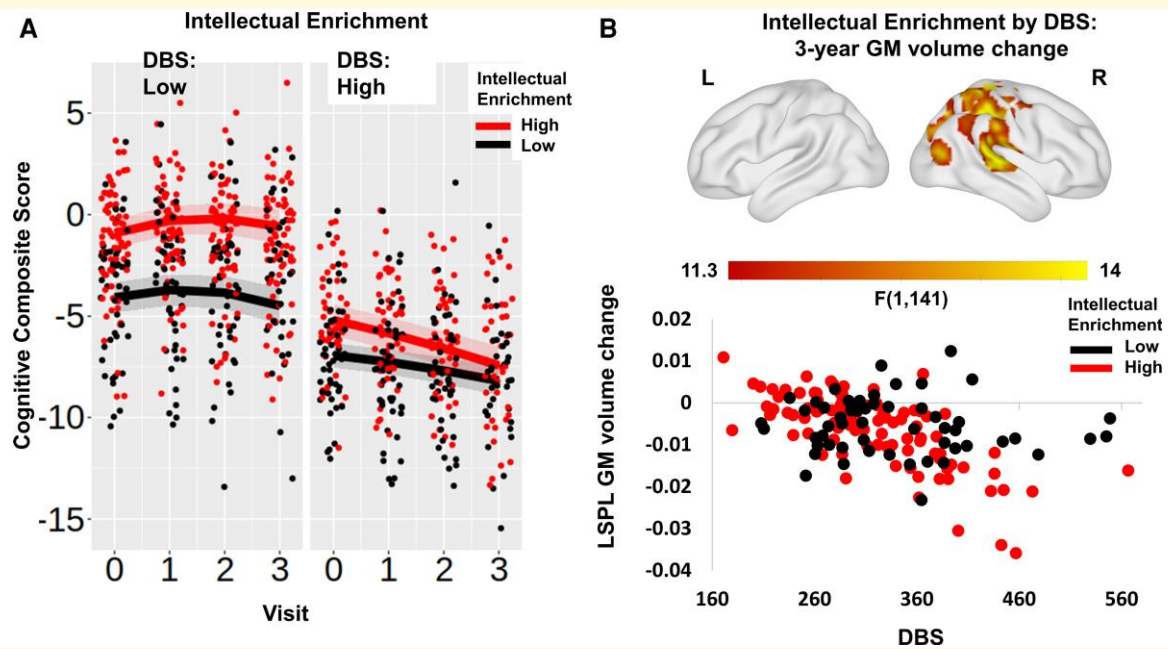 A
Intellectual Enrichment
DBS:
Low
DBS:
High
Intellectual
Enrichment
High
Low
Cognitive Composite Score
5
0
-5
-10
-15
0 1 2 3 0 1 2 3
Visit
B
Intellectual Enrichment by DBS:
3-year GM volume change
L
R
11.3
14
F(1,141)
Intellectual
Enrichment
Low
High
LSPL GM volume change
0.02
0.01
0
-0.01
-0.02
-0.03
-0.04
160 260 360 460 560
DBS